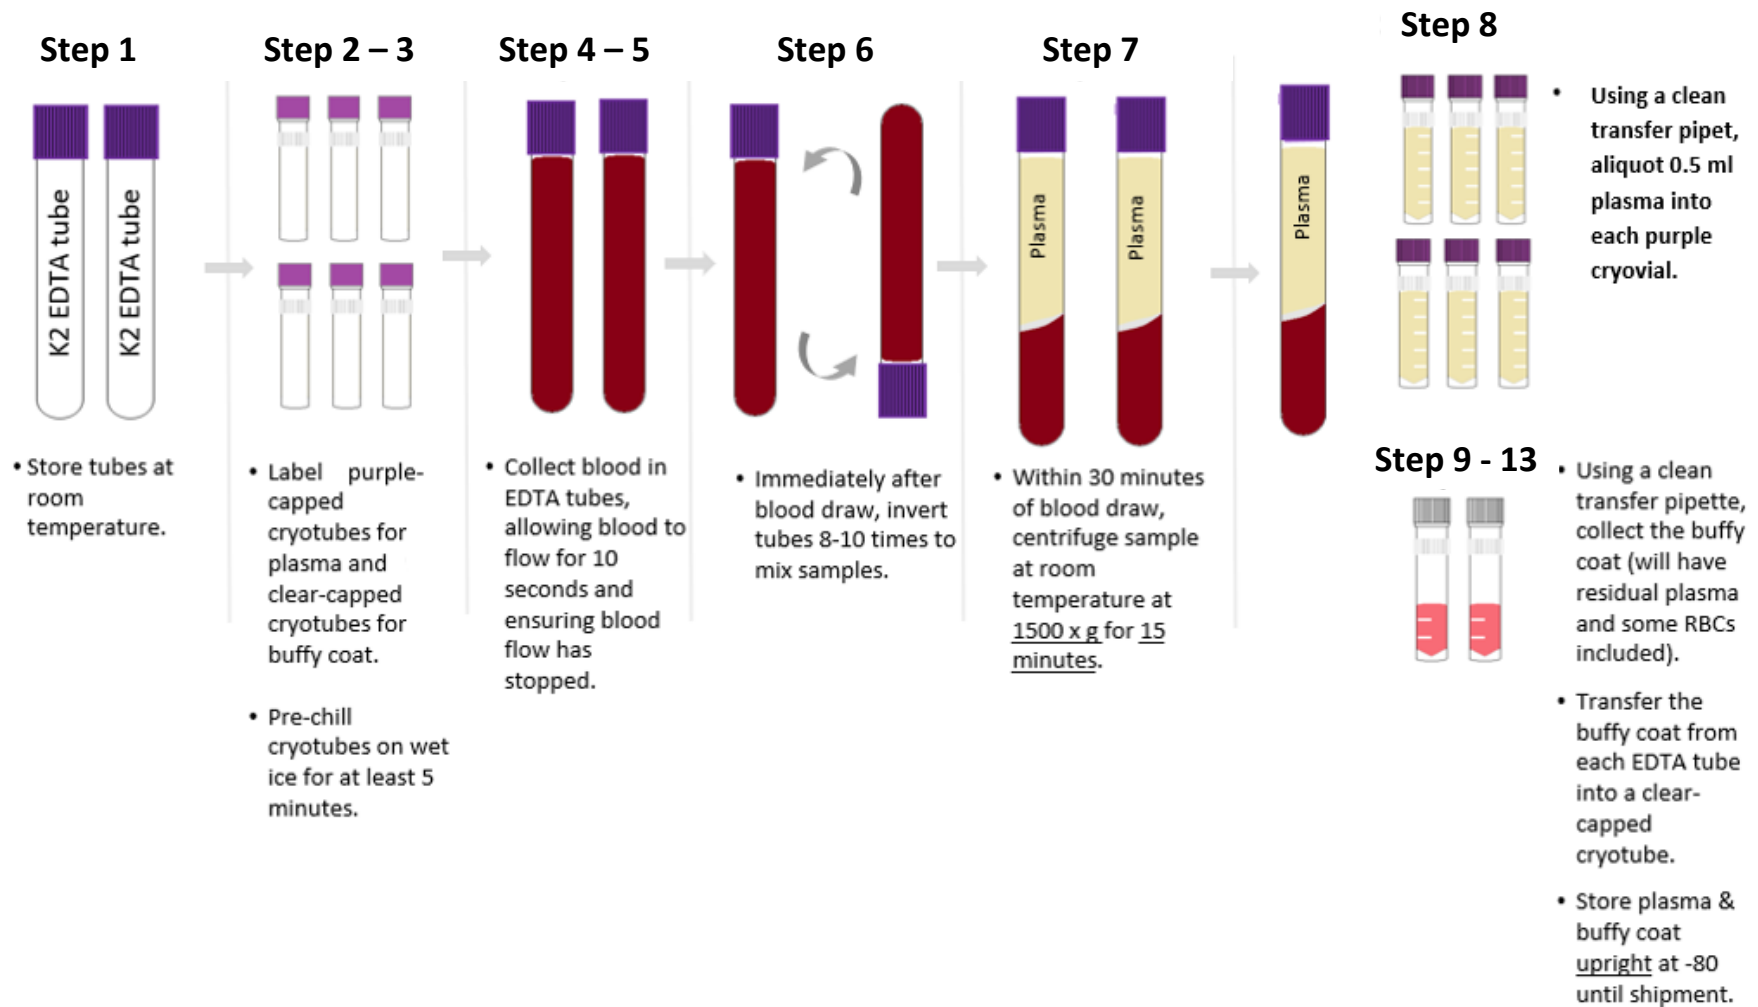 Step 1
K2 EDTA tube
K2 EDTA tube
• Store tubes at
room
temperature.
Step 2 – 3
• Label purple-
capped
cryotubes for
plasma and
clear-capped
cryotubes for
buffy coat.
• Pre-chill
cryotubes on wet
ice for at least 5
minutes.
Step 4 – 5
• Collect blood in
EDTA tubes,
allowing blood to
flow for 10
seconds and
ensuring blood
flow has
stopped.
Step 6
• Immediately after
blood draw, invert
tubes 8-10 times to
mix samples.
Step 7
Plasma
Plasma
• Within 30 minutes
of blood draw,
centrifuge sample
at room
temperature at
1500 x g for 15
minutes.
Plasma
Step 8
• Using a clean
transfer pipet,
aliquot 0.5 ml
plasma into
each purple
cryovial.
Step 9 - 13
• Using a clean
transfer pipette,
collect the buffy
coat (will have
residual plasma
and some RBCs
included).
• Transfer the
buffy coat from
each EDTA tube
into a clear-
capped
cryotube.
• Store plasma &
buffy coat
upright at -80
until shipment.